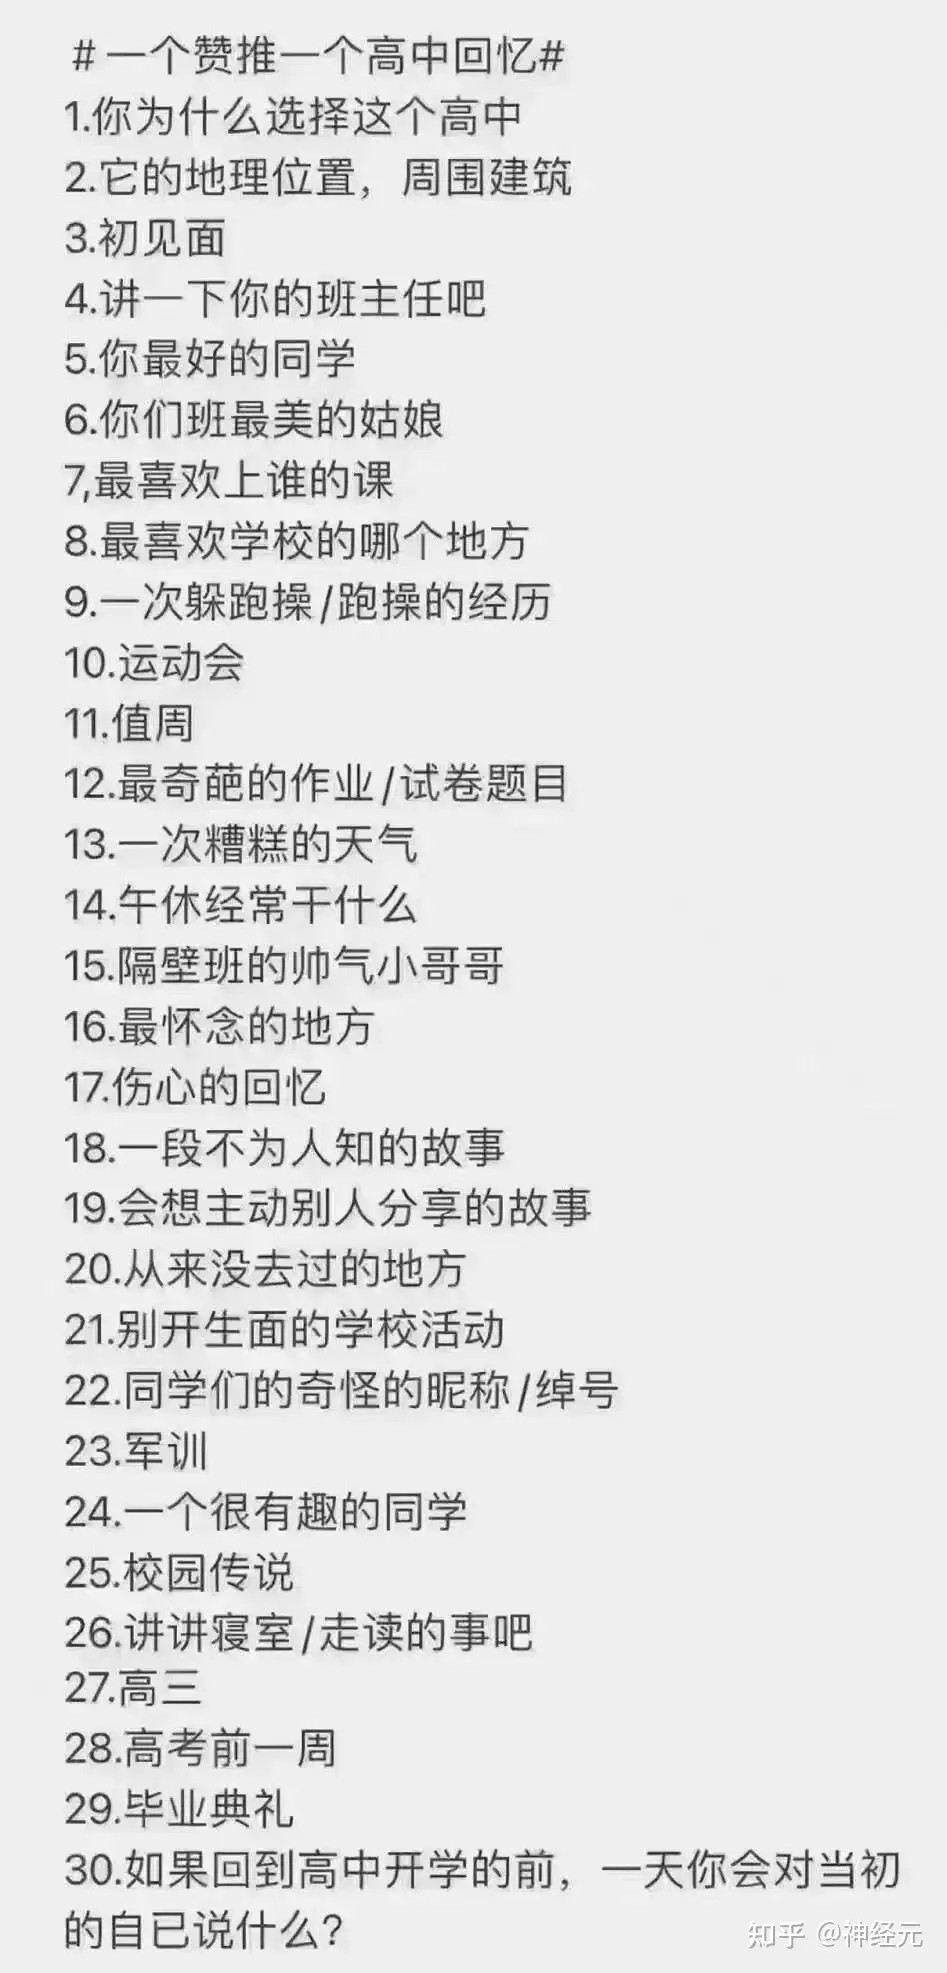 #一个赞推一个高中回忆#
1.你为什么选择这个高中
2.它的地理位置，周围建筑
3.初见面
4.讲一下你的班主任吧
5.你最好的同学
6.你们班最美的姑娘
7,最喜欢上谁的课
8.最喜欢学校的哪个地方
9.一次躲跑操/跑操的经历
10.运动会
11.值周
12.最奇葩的作业/试卷题目
13.一次糟糕的天气
14.午休经常干什么
15.隔壁班的帅气小哥哥
16.最怀念的地方
17.伤心的回忆
18.一段不为人知的故事
19.会想主动别人分享的故事
20.从来没去过的地方
21.别开生面的学校活动
22.同学们的奇怪的昵称/绰号
23.军训
24.一个很有趣的同学
25.校园传说
26.讲讲寝室/走读的事吧
27.高三
28.高考前一周
29.毕业典礼
30.如果回到高中开学的前，一天你会对当初
的自已说什么？
知乎 @神经元